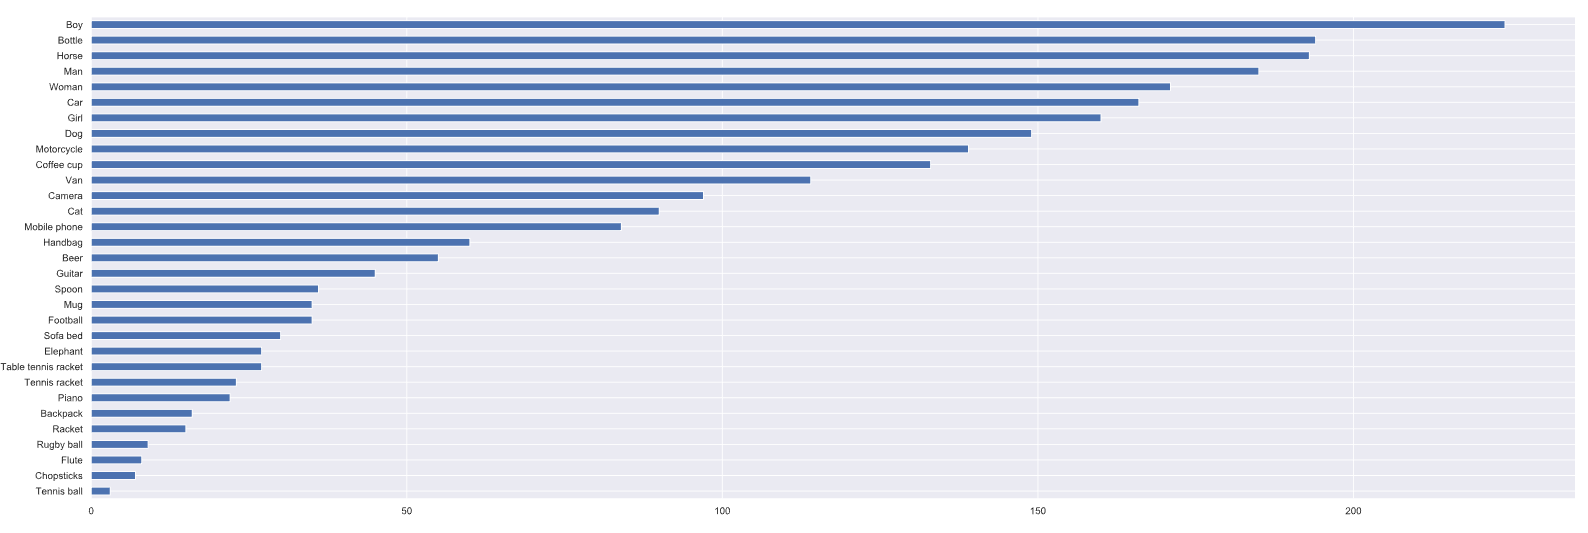 Boy
Bottle
Horse
Man
Woman
Car
Girl
Dog
Motorcycle
Coffee cup
Van
Camera
Cat
Mobile phone
Handbag
Beer
Guitar
Spoon
Mug
Football
Sofa bed
Elephant
Table tennis racket
Tennis racket
Piano
Backpack
Racket
Rugby ball
Flute
Chopsticks
Tennis ball
0 50 100 150 200